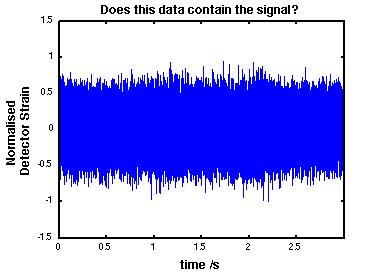 Does this data contain the signal?
Normalised
Detector Strain
1.5
1
0.5
0
-0.5
-1
-1.5
0 0.5 1 1.5 2 2.5
time /s